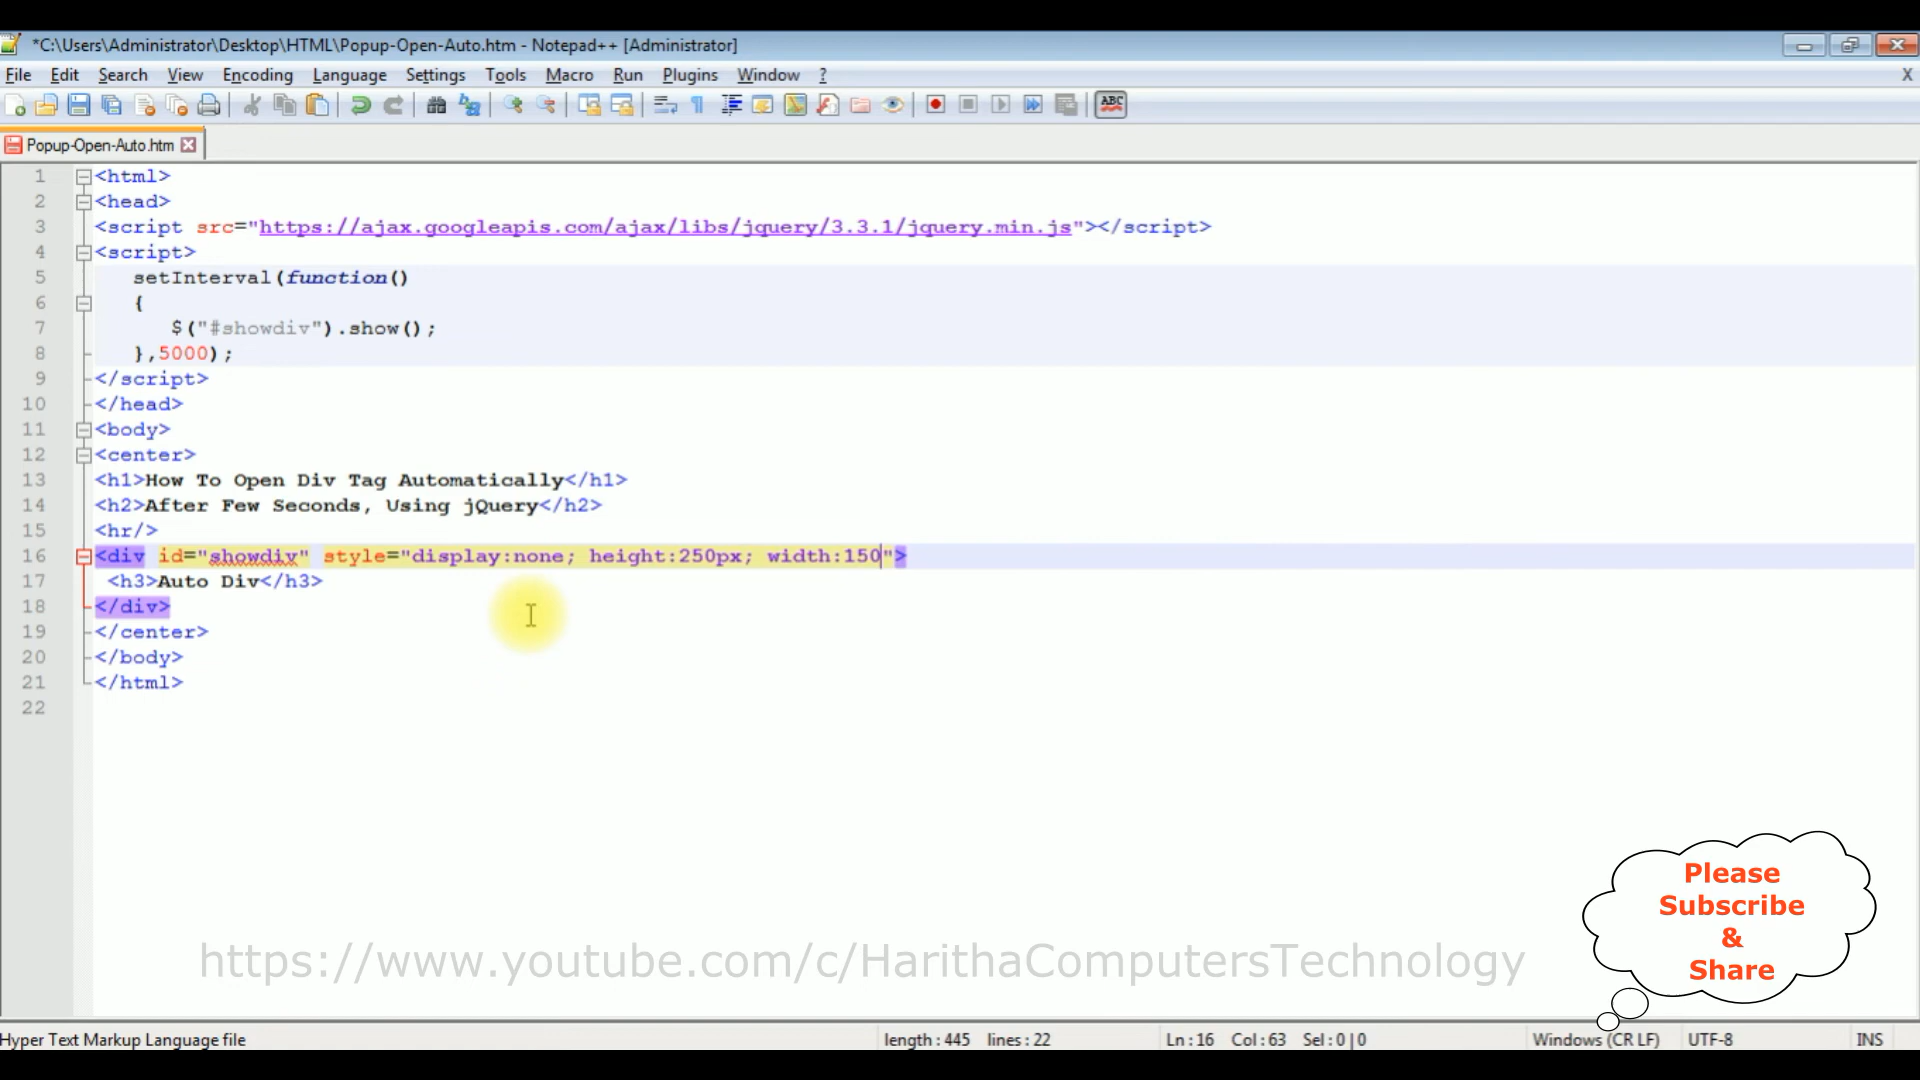 *C:\Users\Administrator\Desktop\HTML\Popup-Open-Auto.htm - Notepad++ [Administrator]
File Edit Search View Encoding Language Settings Tools Macro Run Plugins Window ? X
ABC
Popup-Open-Auto.htm
1 <html>
2 <head>
3 <script src="https://ajax.googleapis.com/ajax/libs/jquery/3.3.1/jquery.min.js"></script>
4 <script>
5 setInterval(function()
6 {
7 $("#showdiv").show();
8 },5000);
9 </script>
10 </head>
11 <body>
12 <center>
13 <h1>How To Open Div Tag Automatically</h1>
14 <h2>After Few Seconds, Using jQuery</h2>
15 <hr/>
16 <div id="showdiv" style="display:none; height:250px; width:150">
17 <h3>Auto Div</h3>
18 </div>
19 </center>
20 </body>
21 </html>
22
Please
Subscribe
&
Share
https://www.youtube.com/c/HarithaComputersTechnology
Hyper Text Markup Language file length : 445 lines : 22 Ln : 16 Col : 63 Sel : 0 | 0 Windows (CR LF) UTF-8 INS